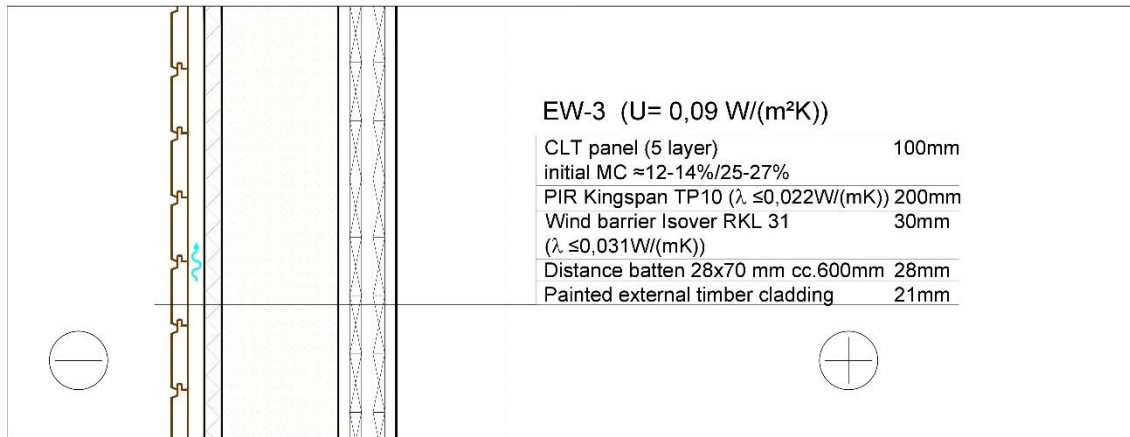 EW-3 (U= 0,09 W/(m²K))
CLT panel (5 layer) 100mm
initial MC ≈12-14%/25-27%
PIR Kingspan TP10 (λ ≤0,022W/(mK)) 200mm
Wind barrier Isover RKL 31 30mm
(λ ≤0,031W/(mK))
Distance batten 28x70 mm cc.600mm 28mm
Painted external timber cladding 21mm